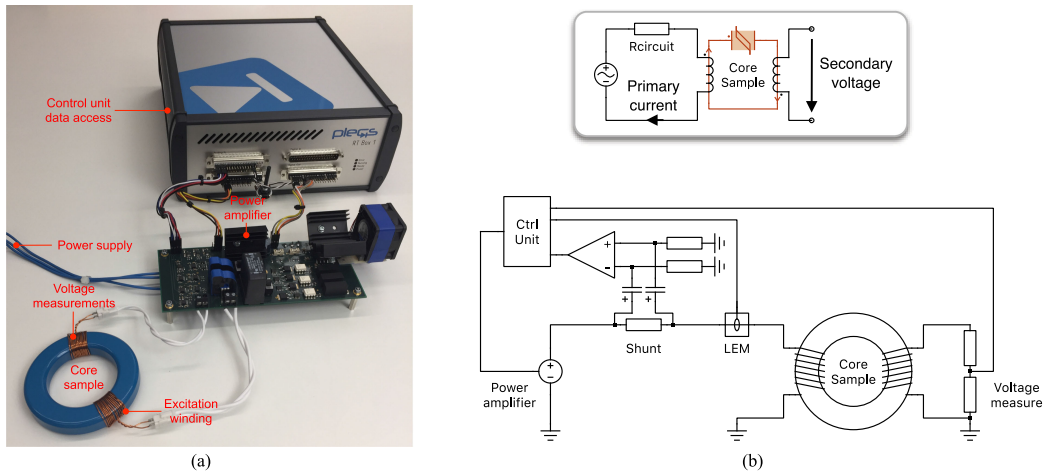 Control unit
data access
plecs
RT Box 1
Power
amplifier
Power supply
Voltage
measurements
Core
sample
Excitation
winding
(a)
Rcircuit
Primary
current
Core
Sample
Secondary
voltage
Ctrl
Unit
+
-
+ +
Shunt
LEM
+
-
Power
amplifier
Core
Sample
Voltage
measure
(b)